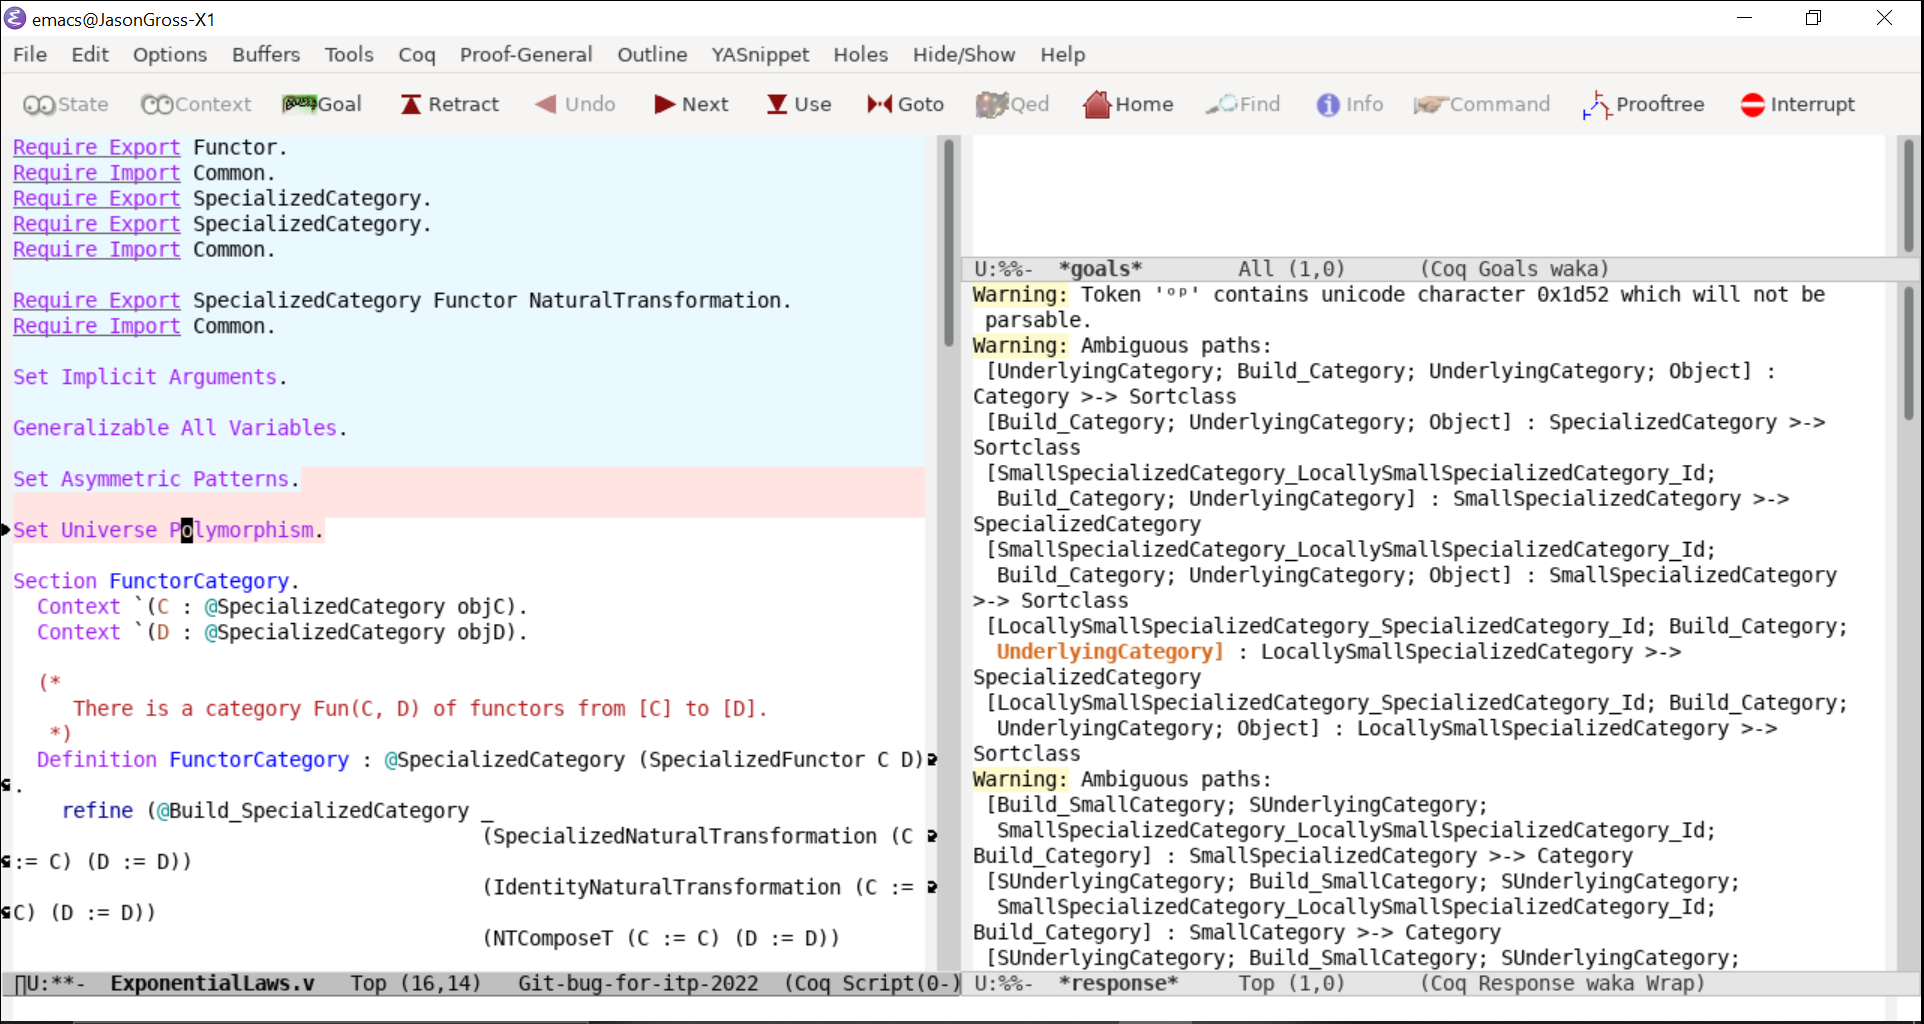 emacs@JasonGross-X1
File Edit Options Buffers Tools Coq Proof-General Outline YASnippet Holes Hide/Show Help
State Context Goal Retract Undo Next Use Goto Qed Home Find Info Command Prooftree Interrupt
Require Export Functor.
Require Import Common.
Require Export SpecializedCategory.
Require Export SpecializedCategory.
Require Import Common.
Require Export SpecializedCategory Functor NaturalTransformation.
Require Import Common.
Set Implicit Arguments.
Generalizable All Variables.
Set Asymmetric Patterns.
Set Universe Polymorphism.
Section FunctorCategory.
Context `(C : @SpecializedCategory objC).
Context `(D : @SpecializedCategory objD).
(*
There is a category Fun(C, D) of functors from [C] to [D].
*)
Definition FunctorCategory : @SpecializedCategory (SpecializedFunctor C D)
.
refine (@Build_SpecializedCategory _
(SpecializedNaturalTransformation (C
:= C) (D := D))
(IdentityNaturalTransformation (C :=
C) (D := D))
(NTComposeT (C := C) (D := D))
U:**- ExponentialLaws.v Top (16,14) Git-bug-for-itp-2022 (Coq Script(0-)
U:%%- *goals* All (1,0) (Coq Goals waka)
Warning: Token 'ᵒᵖ' contains unicode character 0x1d52 which will not be
parsable.
Warning: Ambiguous paths:
[UnderlyingCategory; Build_Category; UnderlyingCategory; Object] :
Category >-> Sortclass
[Build_Category; UnderlyingCategory; Object] : SpecializedCategory >->
Sortclass
[SmallSpecializedCategory_LocallySmallSpecializedCategory_Id;
Build_Category; UnderlyingCategory] : SmallSpecializedCategory >->
SpecializedCategory
[SmallSpecializedCategory_LocallySmallSpecializedCategory_Id;
Build_Category; UnderlyingCategory; Object] : SmallSpecializedCategory
>-> Sortclass
[LocallySmallSpecializedCategory_SpecializedCategory_Id; Build_Category;
UnderlyingCategory] : LocallySmallSpecializedCategory >->
SpecializedCategory
[LocallySmallSpecializedCategory_SpecializedCategory_Id; Build_Category;
UnderlyingCategory; Object] : LocallySmallSpecializedCategory >->
Sortclass
Warning: Ambiguous paths:
[Build_SmallCategory; SUnderlyingCategory;
SmallSpecializedCategory_LocallySmallSpecializedCategory_Id;
Build_Category] : SmallSpecializedCategory >-> Category
[SUnderlyingCategory; Build_SmallCategory; SUnderlyingCategory;
SmallSpecializedCategory_LocallySmallSpecializedCategory_Id;
Build_Category] : SmallCategory >-> Category
[SUnderlyingCategory; Build_SmallCategory; SUnderlyingCategory;
U:%%- *response* Top (1,0) (Coq Response waka Wrap)